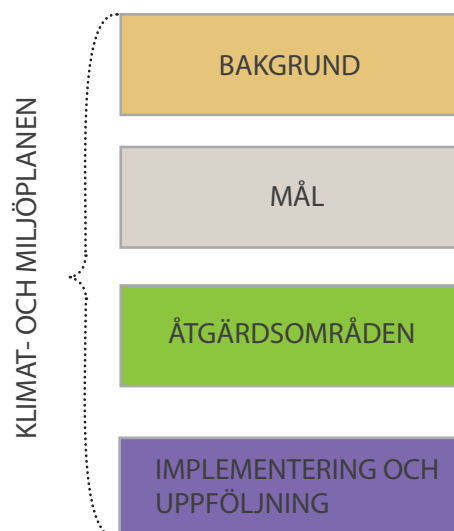 KLIMAT- OCH MILJÖPLANEN
BAKGRUND
MÅL
ÅTGÄRDSOMRÅDEN
IMPLEMENTERING OCH
UPPFÖLJNING